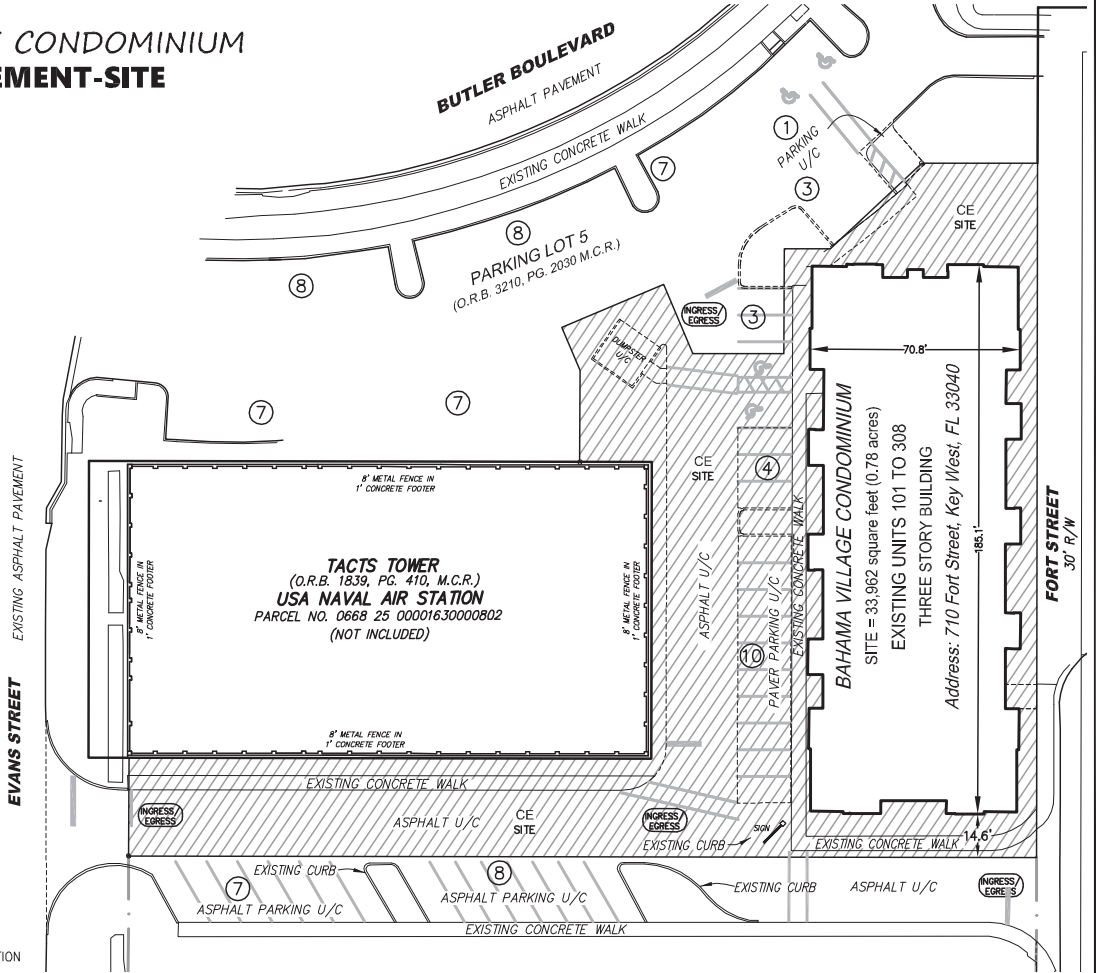 CONDOMINIUM
EMENT-SITE
BUTLER BOULEVARD
ASPHALT PAVEMENT
EXISTING CONCRETE WALK
1
PARKING
U/C
7
3
8
PARKING LOT 5
(O.R.B. 3210, PG. 2030 M.C.R.)
8
CE
SITE
INGRESS/
EGRESS
3
DUMPSTER
U/C
70.8'
7
7
CE
SITE
4
ASPHALT U/C
10
PAVER PARKING U/C
EXISTING CONCRETE WALK
BAHAMA VILLAGE CONDOMINIUM
SITE = 33,962 square feet (0.78 acres)
EXISTING UNITS 101 TO 308
THREE STORY BUILDING
Address: 710 Fort Street, Key West, FL 33040
185.1'
FORT STREET
30' R/W
EXISTING ASPHALT PAVEMENT
EVANS STREET
8' METAL FENCE IN
1' CONCRETE FOOTER
8' METAL FENCE IN
1' CONCRETE FOOTER
TACTS TOWER
(O.R.B. 1839, PG. 410, M.C.R.)
USA NAVAL AIR STATION
PARCEL NO. 0668 25 00001630000802
(NOT INCLUDED)
8' METAL FENCE IN
1' CONCRETE FOOTER
8' METAL FENCE IN
1' CONCRETE FOOTER
EXISTING CONCRETE WALK
INGRESS/
EGRESS
ASPHALT U/C
CE
SITE
INGRESS/
EGRESS
SIGN
EXISTING CURB
EXISTING CONCRETE WALK
14.6'
EXISTING CURB
7
ASPHALT PARKING U/C
8
ASPHALT PARKING U/C
EXISTING CURB
ASPHALT U/C
INGRESS/
EGRESS
EXISTING CONCRETE WALK
TION